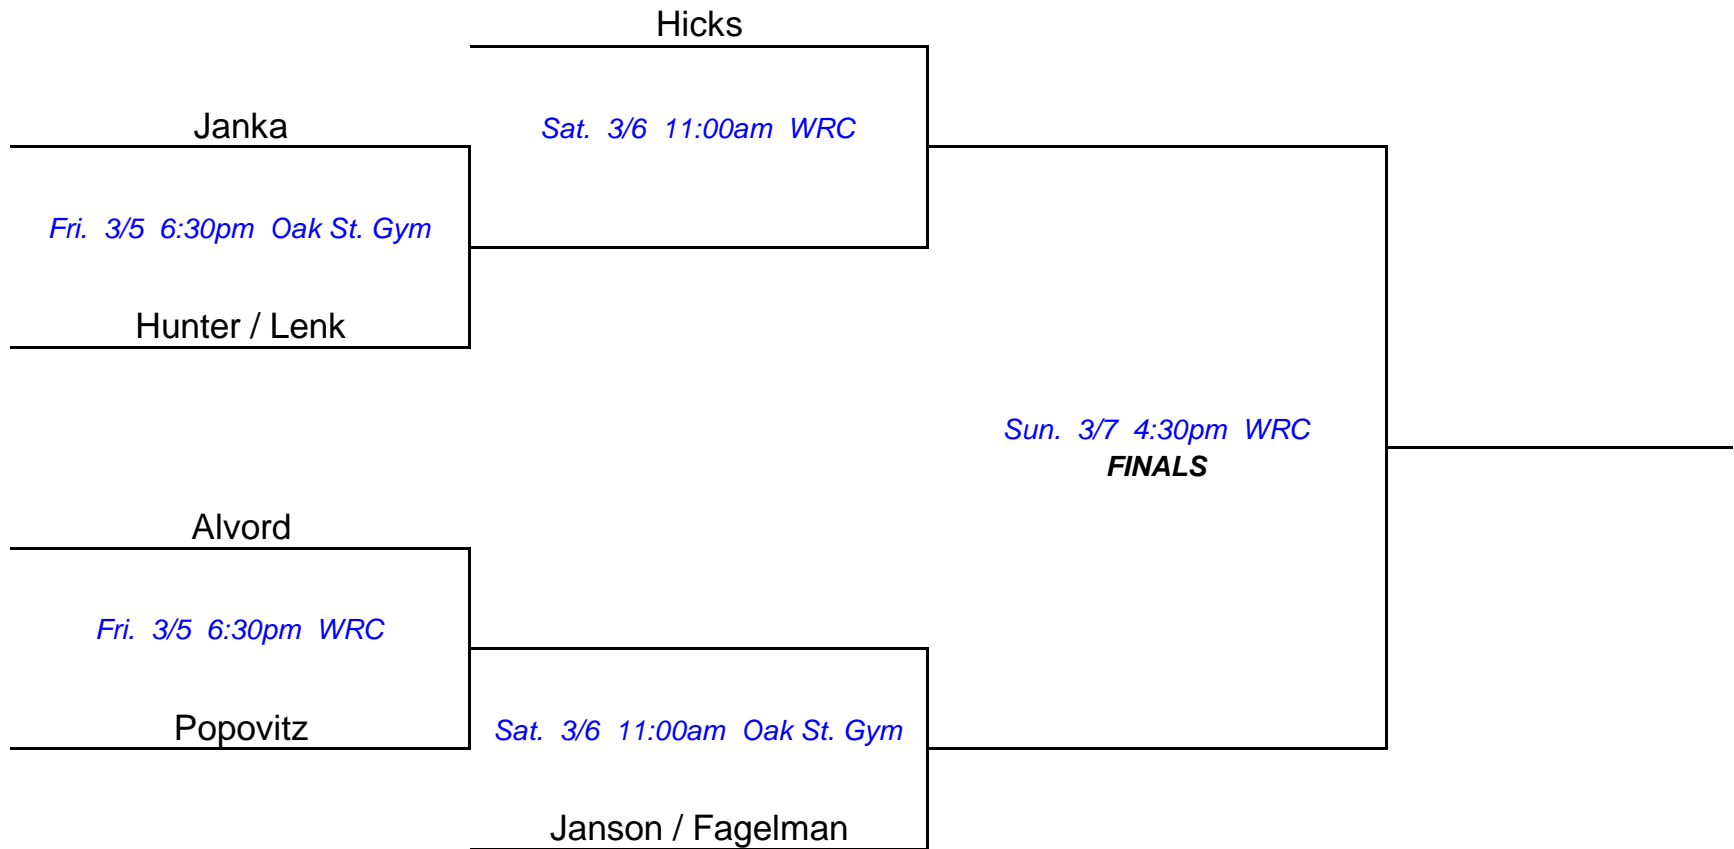 Hicks
Janka
Sat. 3/6 11:00am WRC
Fri. 3/5 6:30pm Oak St. Gym
Hunter / Lenk
Sun. 3/7 4:30pm WRC
FINALS
Alvord
Fri. 3/5 6:30pm WRC
Popovitz
Sat. 3/6 11:00am Oak St. Gym
Janson / Fagelman